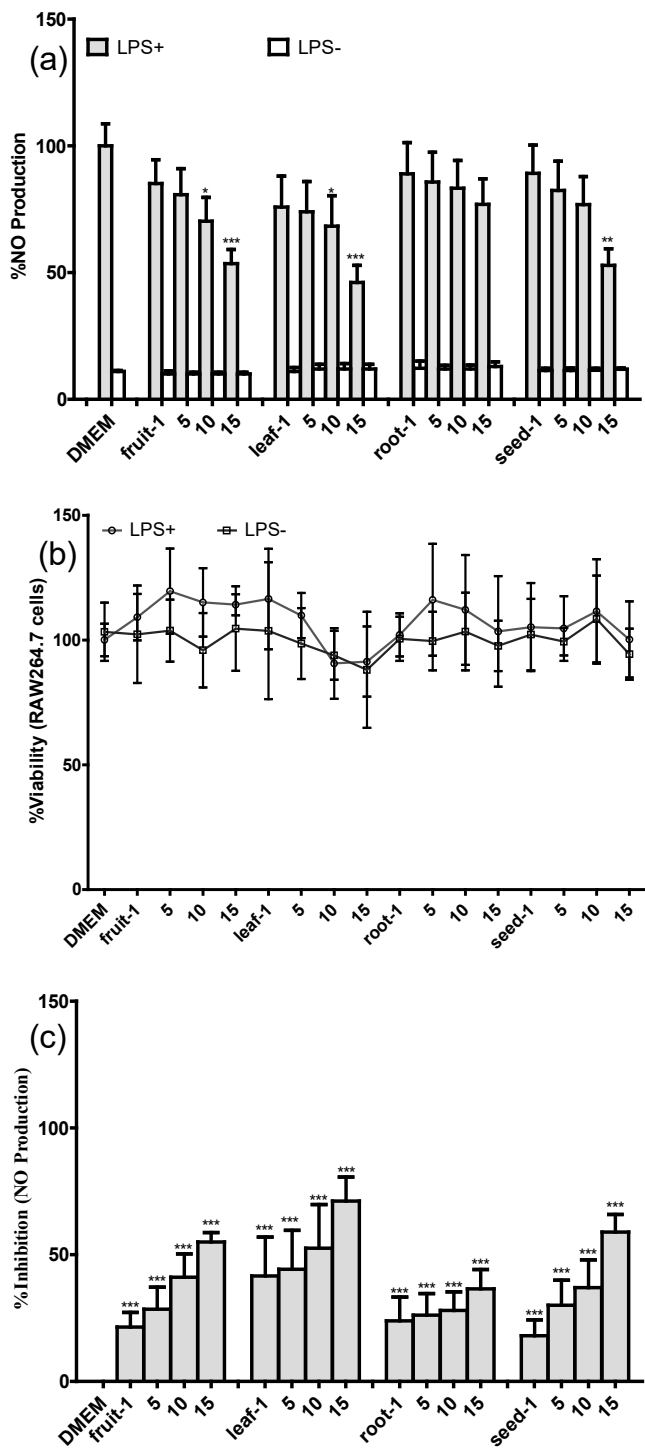 150
(a)
LPS+ LPS-
* *** * *** **
100
50
0
%NO Production
DMEM fruit-1 5 10 15 leaf-1 5 10 15 root-1 5 10 15 seed-1 5 10 15
150
(b)
LPS+ LPS-
100
50
0
%Viability (RAW264.7 cells)
DMEM fruit-1 5 10 15 leaf-1 5 10 15 root-1 5 10 15 seed-1 5 10 15
150
(c)
100
50
0
%Inhibition (NO Production)
*** *** *** *** *** *** *** *** *** *** *** *** *** *** *** ***
DMEM fruit-1 5 10 15 leaf-1 5 10 15 root-1 5 10 15 seed-1 5 10 15